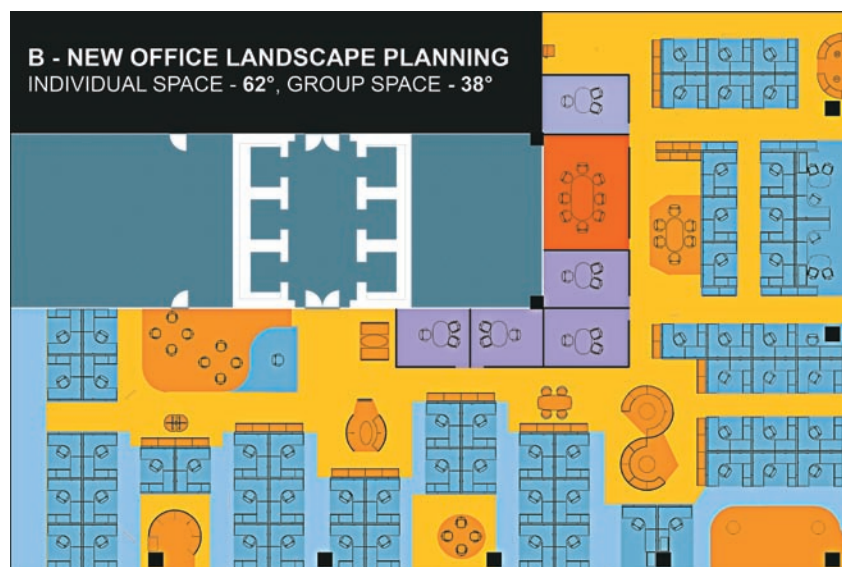 B - NEW OFFICE LANDSCAPE PLANNING
INDIVIDUAL SPACE - 62°, GROUP SPACE - 38°